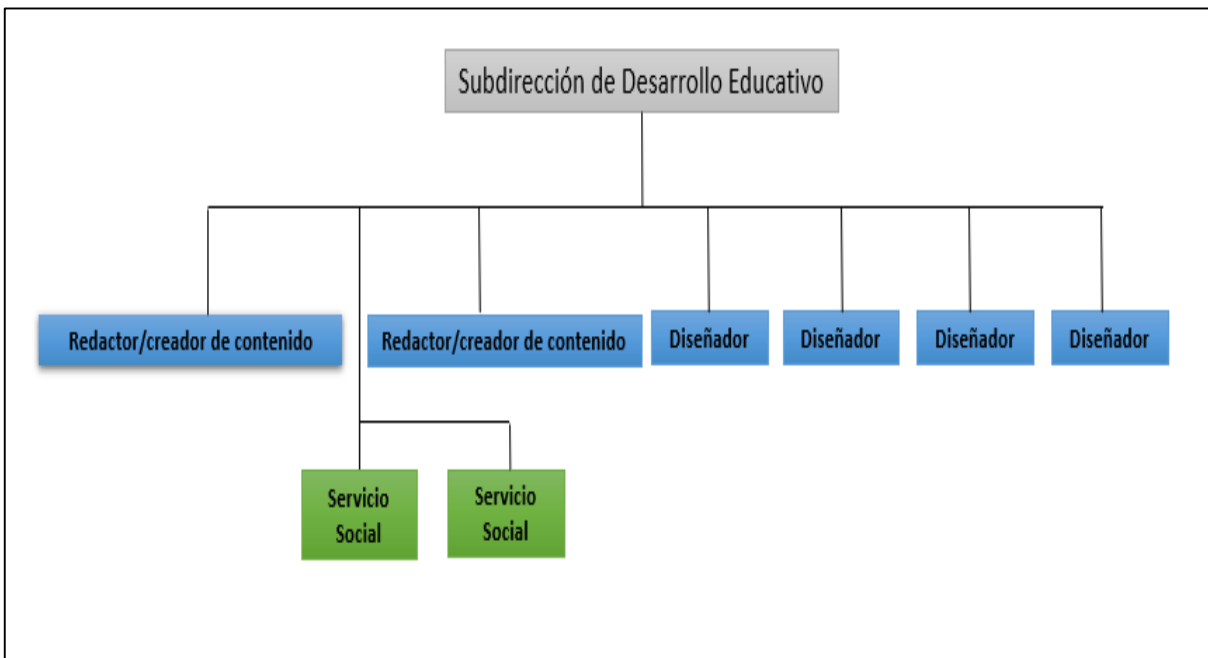 Subdirección de Desarrollo Educativo
Redactor/creador de contenido
Redactor/creador de contenido
Diseñador
Diseñador
Diseñador
Diseñador
Servicio
Social
Servicio
Social